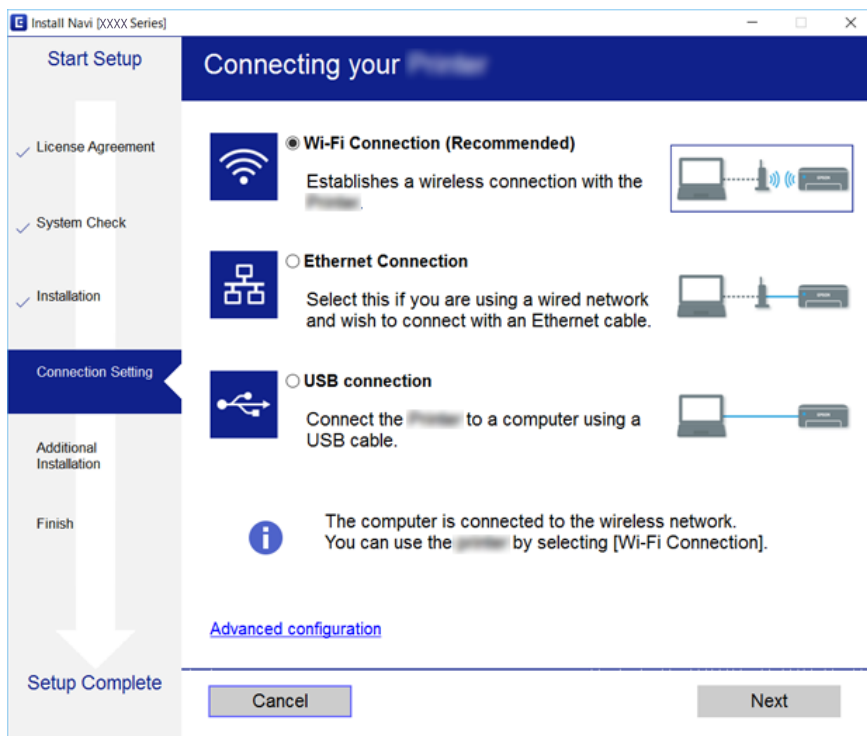 Install Navi [XXXX Series]
Start Setup
Connecting your
License Agreement
System Check
Installation
Connection Setting
Additional
Installation
Finish
Setup Complete
Wi-Fi Connection (Recommended)
Establishes a wireless connection with the
.
Ethernet Connection
Select this if you are using a wired network
and wish to connect with an Ethernet cable.
USB connection
Connect the to a computer using a
USB cable.
The computer is connected to the wireless network.
You can use the by selecting [Wi-Fi Connection].
Advanced configuration
Cancel
Next